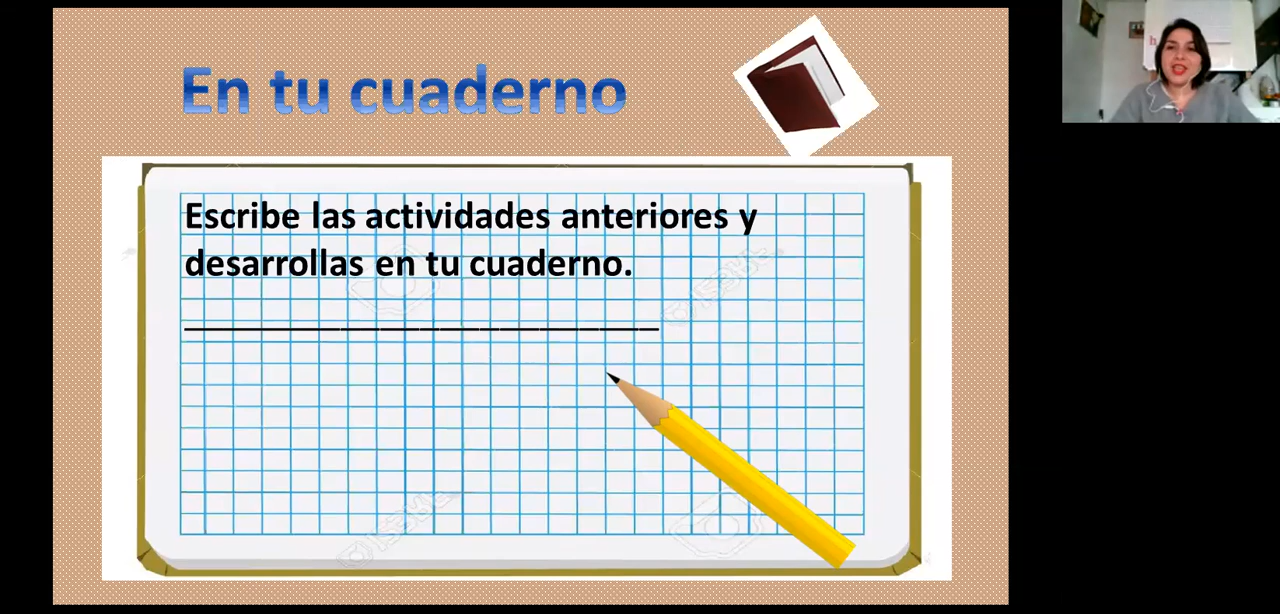 En tu cuaderno
Escribe las actividades anteriores y
desarrollas en tu cuaderno.